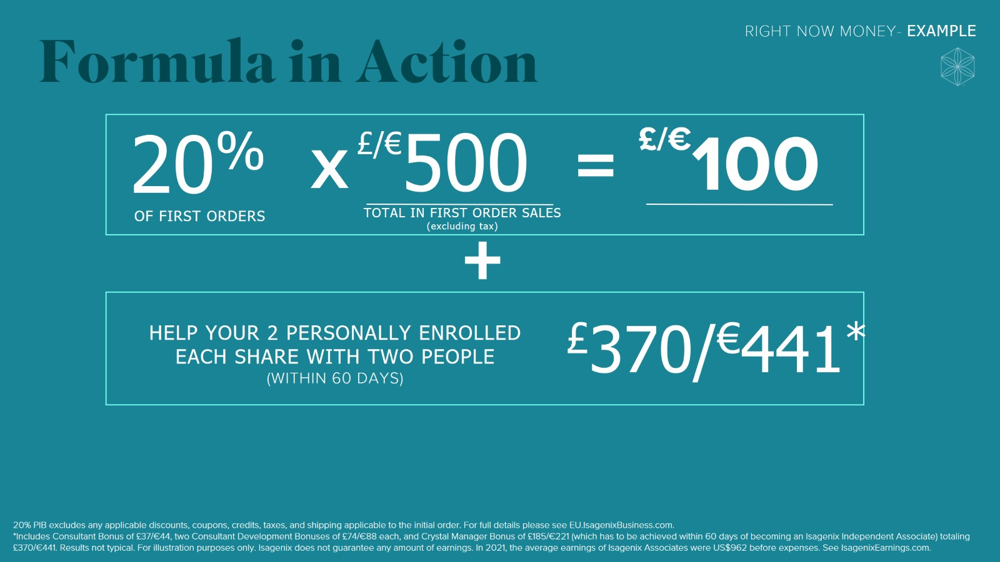 RIGHT NOW MONEY- EXAMPLE
Formula in Action
20% x £/€500 = £/€100
OF FIRST ORDERS
TOTAL IN FIRST ORDER SALES
(excluding tax)
+
HELP YOUR 2 PERSONALLY ENROLLED
EACH SHARE WITH TWO PEOPLE
(WITHIN 60 DAYS)
£370/€441*
20% PIB excludes any applicable discounts, coupons, credits, taxes, and shipping applicable to the initial order. For full details please see EU.IsagenixBusiness.com.
*Includes Consultant Bonus of £37/€44, two Consultant Development Bonuses of £74/€88 each, and Crystal Manager Bonus of £185/€221 (which has to be achieved within 60 days of becoming an Isagenix Independent Associate) totaling
£370/€441. Results not typical. For illustration purposes only. Isagenix does not guarantee any amount of earnings. In 2021, the average earnings of Isagenix Associates were US$962 before expenses. See IsagenixEarnings.com.